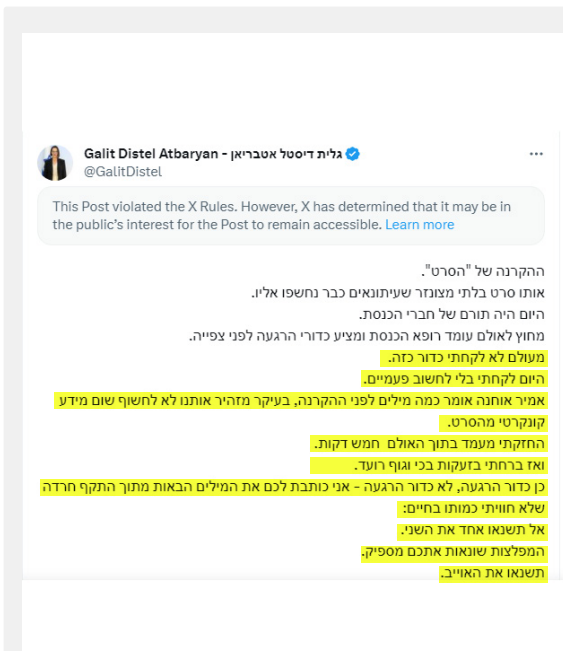 Galit Distel Atbaryan - גלית דיסטל אטבריאן
@GalitDistel
This Post violated the X Rules. However, X has determined that it may be in
the public's interest for the Post to remain accessible. Learn more
ההקרנה של "הסרט".
אותו סרט בלתי מצונזר שעיתונאים כבר נחשפו אליו.
היום היה תורם של חברי הכנסת.
מחוץ לאולם עומד רופא הכנסת ומציע כדורי הרגעה לפני צפייה.
מעולם לא לקחתי כדור כזה.
היום לקחתי בלי לחשוב פעמיים.
אמיר אוחנה אומר כמה מילים לפני ההקרנה, בעיקר מזהיר אותנו לא לחשוף שום מידע
קונקרטי מהסרט.
החזקתי מעמד בתוך האולם חמש דקות.
ואז ברחתי בזעקות בכי וגוף רועד.
כן כדור הרגעה, לא כדור הרגעה - אני כותבת לכם את המילים הבאות מתוך התקף חרדה
שלא חוויתי כמותו בחיים:
אל תשנאו אחד את השני.
המפלצות שונאות אתכם מספיק.
תשנאו את האוייב.